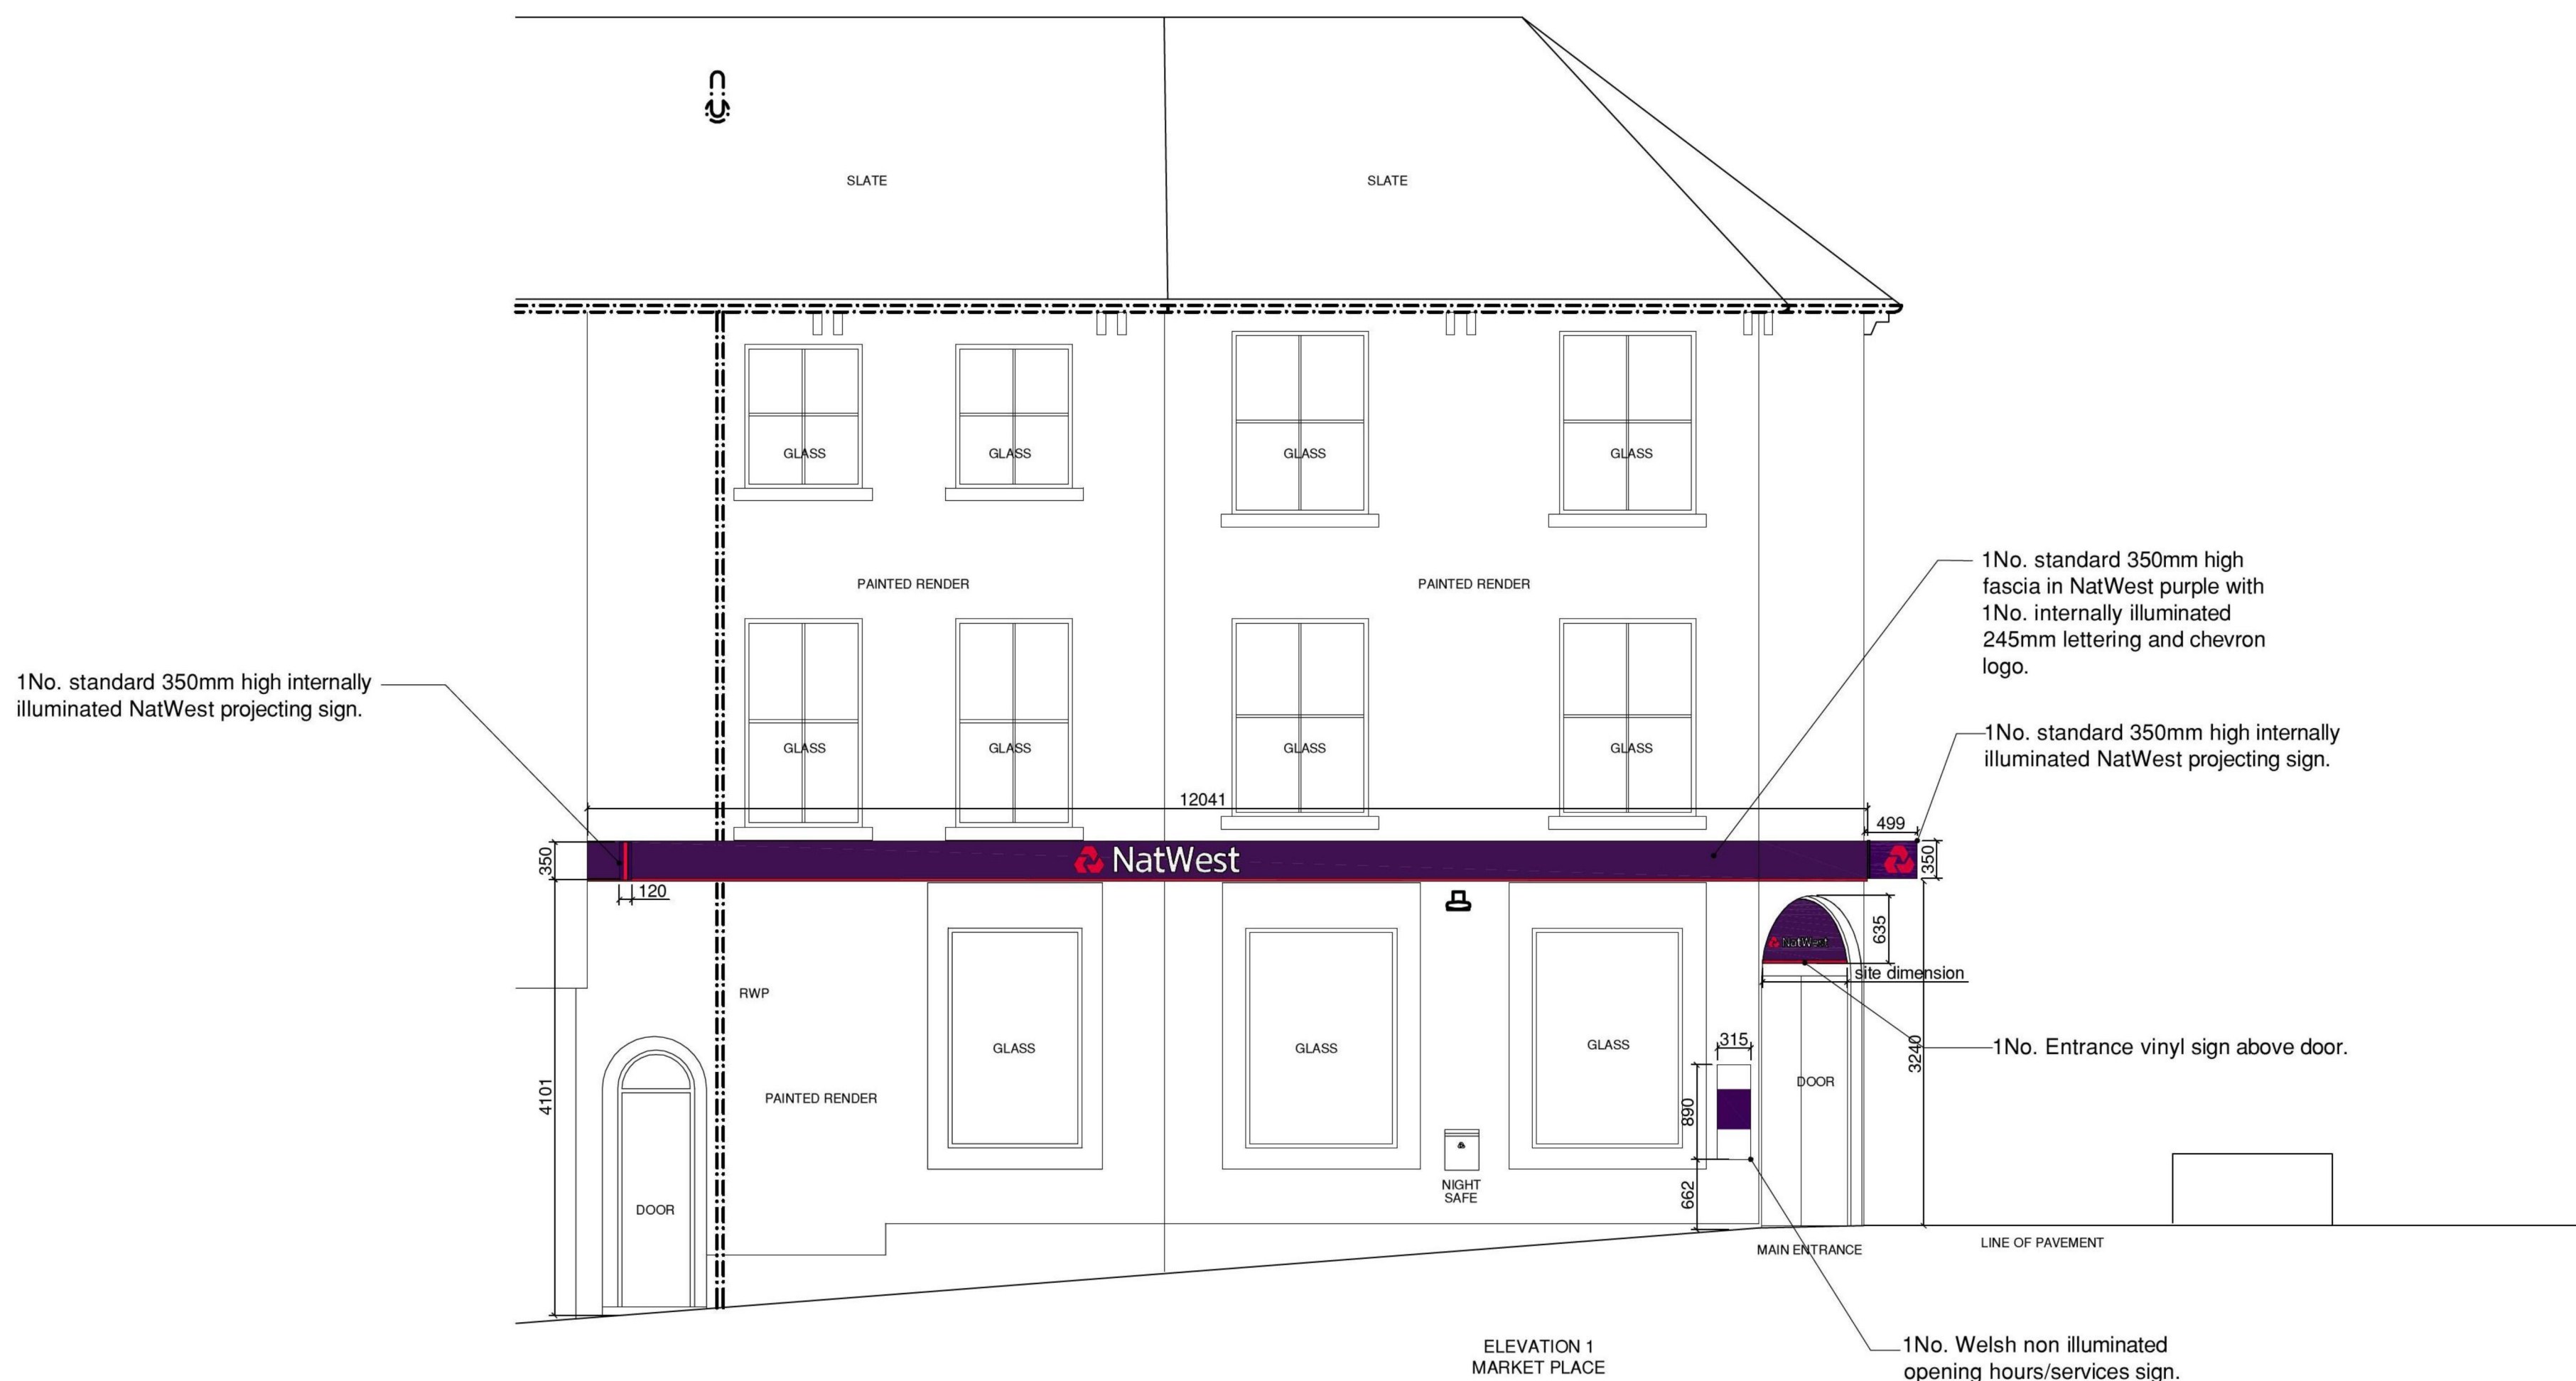 SLATE
SLATE
GLASS
GLASS
GLASS
GLASS
PAINTED RENDER
PAINTED RENDER
1No. standard 350mm high
fascia in NatWest purple with
1No. internally illuminated
245mm lettering and chevron
logo.
1No. standard 350mm high internally
illuminated NatWest projecting sign.
1No. standard 350mm high internally
illuminated NatWest projecting sign.
GLASS
GLASS
GLASS
GLASS
12041
499
350
NatWest
350
120
635
NatWest
site dimension
RWP
GLASS
GLASS
GLASS
315
3240
1No. Entrance vinyl sign above door.
4101
PAINTED RENDER
890
DOOR
662
NIGHT
SAFE
DOOR
MAIN ENTRANCE
LINE OF PAVEMENT
ELEVATION 1
MARKET PLACE
1No. Welsh non illuminated
opening hours/services sign.